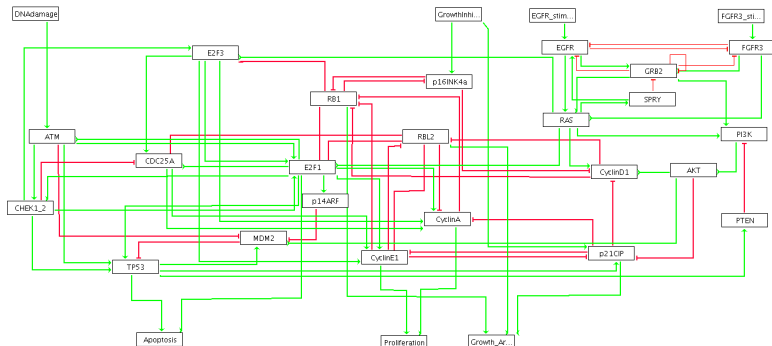 DNAdamage
GrowthInhi...
EGFR_stim...
FGFR3_sti...
E2F3
EGFR
FGFR3
GRB2
p16INK4a
RB1
SPRY
RAS
ATM
RBL2
PI3K
CDC25A
E2F1
CyclinD1
AKT
CHEK1_2
p14ARF
CyclinA
PTEN
MDM2
CyclinE1
p21CIP
TP53
Apoptosis
Proliferation
Growth_Ar...